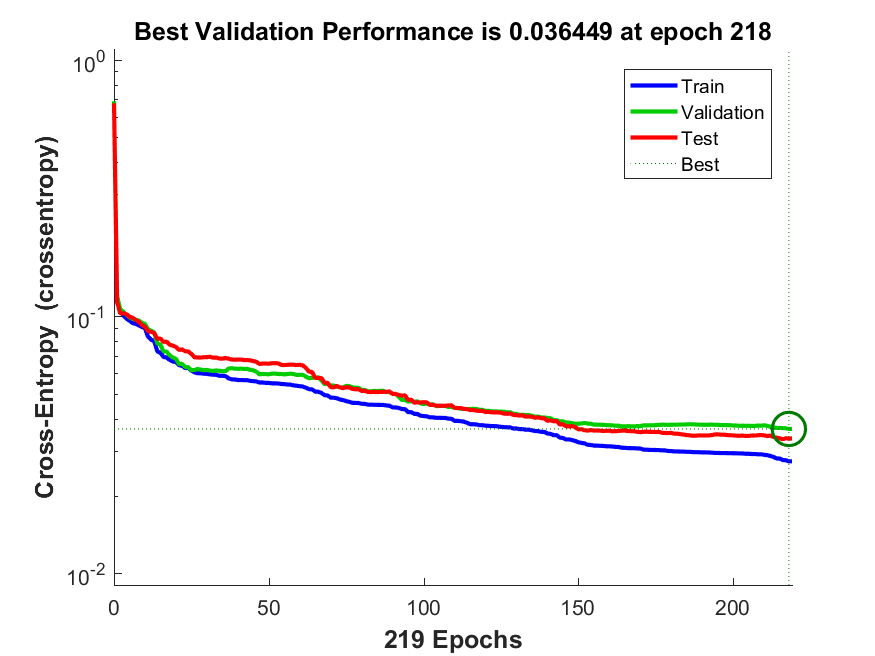 Best Validation Performance is 0.036449 at epoch 218
Train
Validation
Test
Best
Cross-Entropy (crossentropy)
10^0
10^-1
10^-2
0 50 100 150 200
219 Epochs